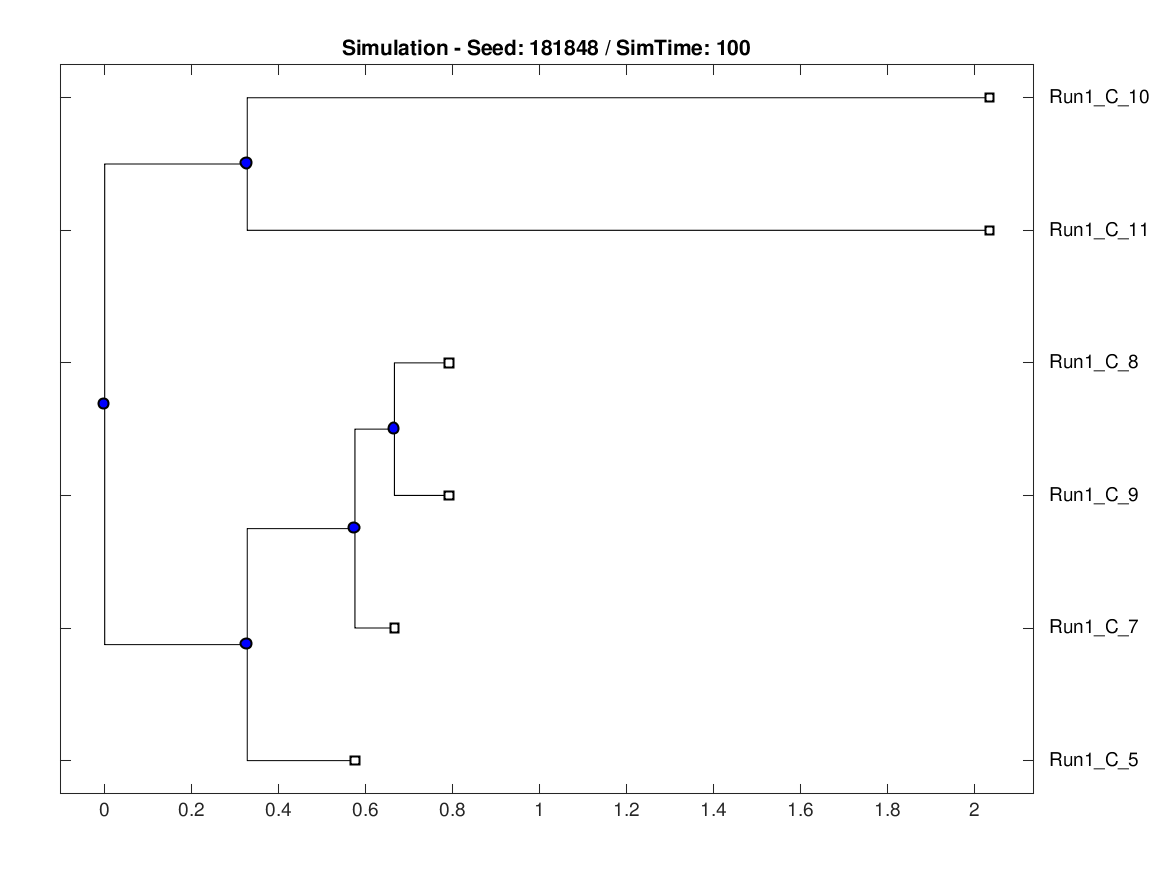 Simulation - Seed: 181848 / SimTime: 100
Run1_C_10
Run1_C_11
Run1_C_8
Run1_C_9
Run1_C_7
Run1_C_5
0 0.2 0.4 0.6 0.8 1 1.2 1.4 1.6 1.8 2